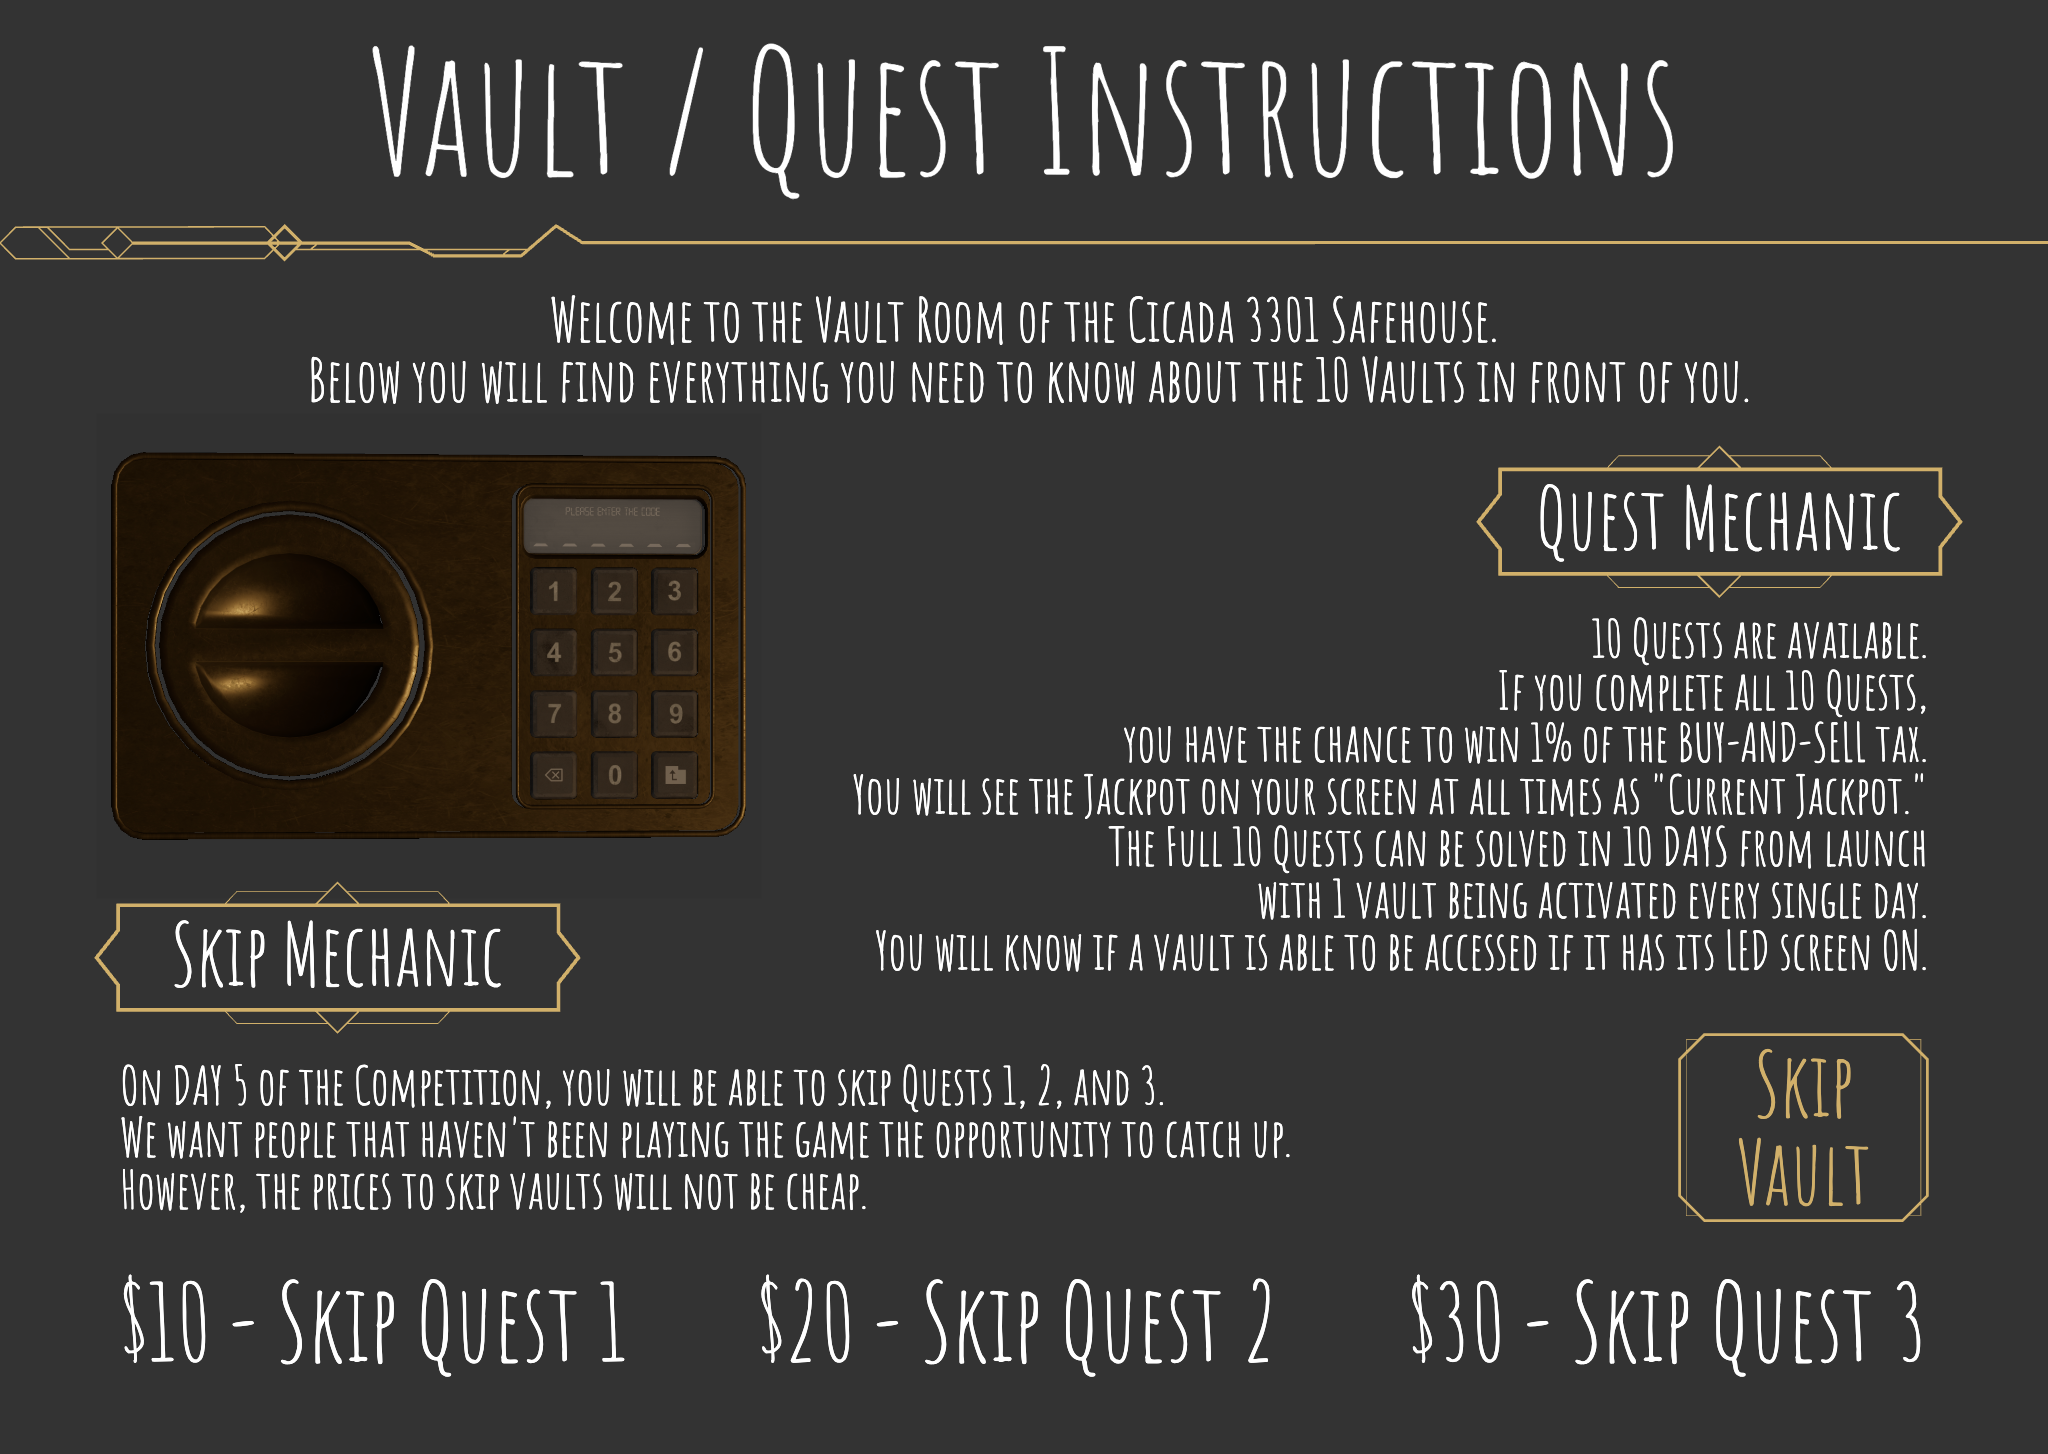 Vault / Quest Instructions
Welcome to the Vault Room of the Cicada 3301 Safehouse.
Below you will find everything you need to know about the 10 Vaults in front of you.
PLEASE ENTER THE CODE
1 2 3
4 5 6
7 8 9
0
Quest Mechanic
10 Quests are available.
If you complete all 10 Quests,
you have the chance to win 1% of the BUY-AND-SELL tax.
You will see the Jackpot on your screen at all times as "Current Jackpot."
The Full 10 Quests can be solved in 10 DAYS from launch
with 1 vault being activated every single day.
You will know if a vault is able to be accessed if it has its LED screen ON.
Skip Mechanic
On DAY 5 of the Competition, you will be able to skip Quests 1, 2, and 3.
We want people that haven't been playing the game the opportunity to catch up.
However, the prices to skip vaults will not be cheap.
Skip
Vault
$10 - Skip Quest 1
$20 - Skip Quest 2
$30 - Skip Quest 3